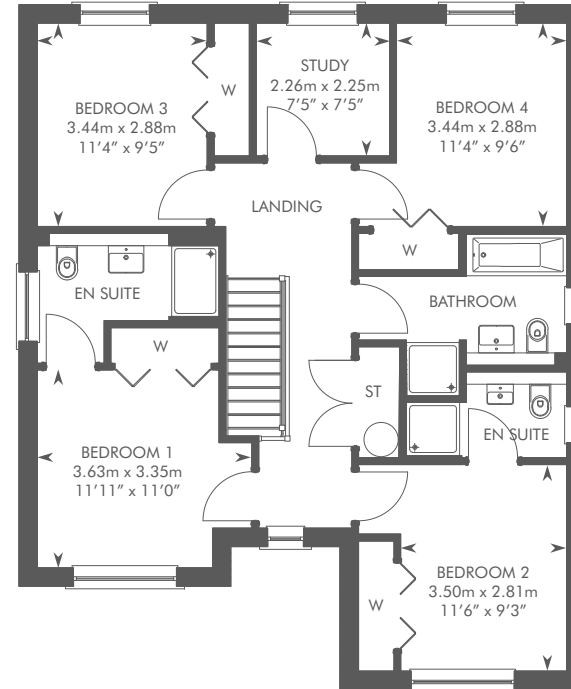 BEDROOM 3
3.44m x 2.88m
11'4" x 9'5"
W
STUDY
2.26m x 2.25m
7'5" x 7'5"
BEDROOM 4
3.44m x 2.88m
11'4" x 9'6"
LANDING
W
EN SUITE
BATHROOM
W
ST
EN SUITE
BEDROOM 1
3.63m x 3.35m
11'11" x 11'0"
W
BEDROOM 2
3.50m x 2.81m
11'6" x 9'3"